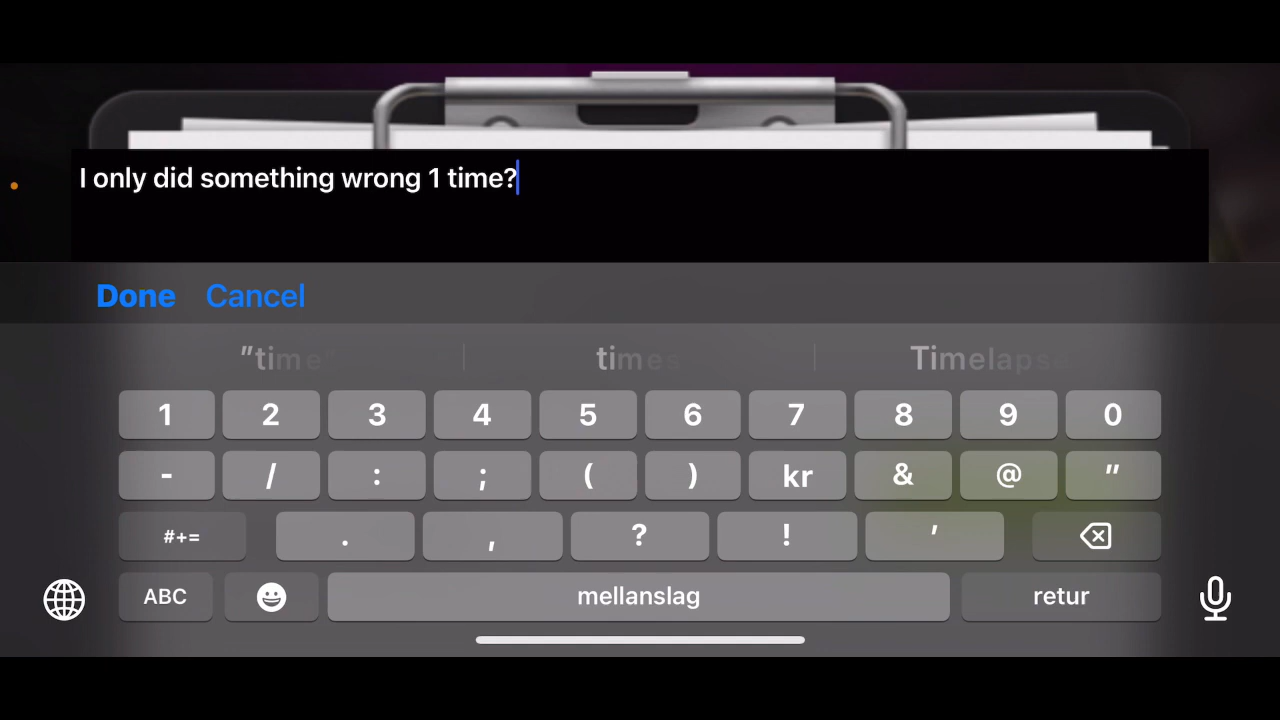 I only did something wrong 1 time?
Done Cancel
"time" times Timelapse
1 2 3 4 5 6 7 8 9 0
- / : ; ( ) kr & @ "
#+= . , ? ! '
ABC mellanslag retur